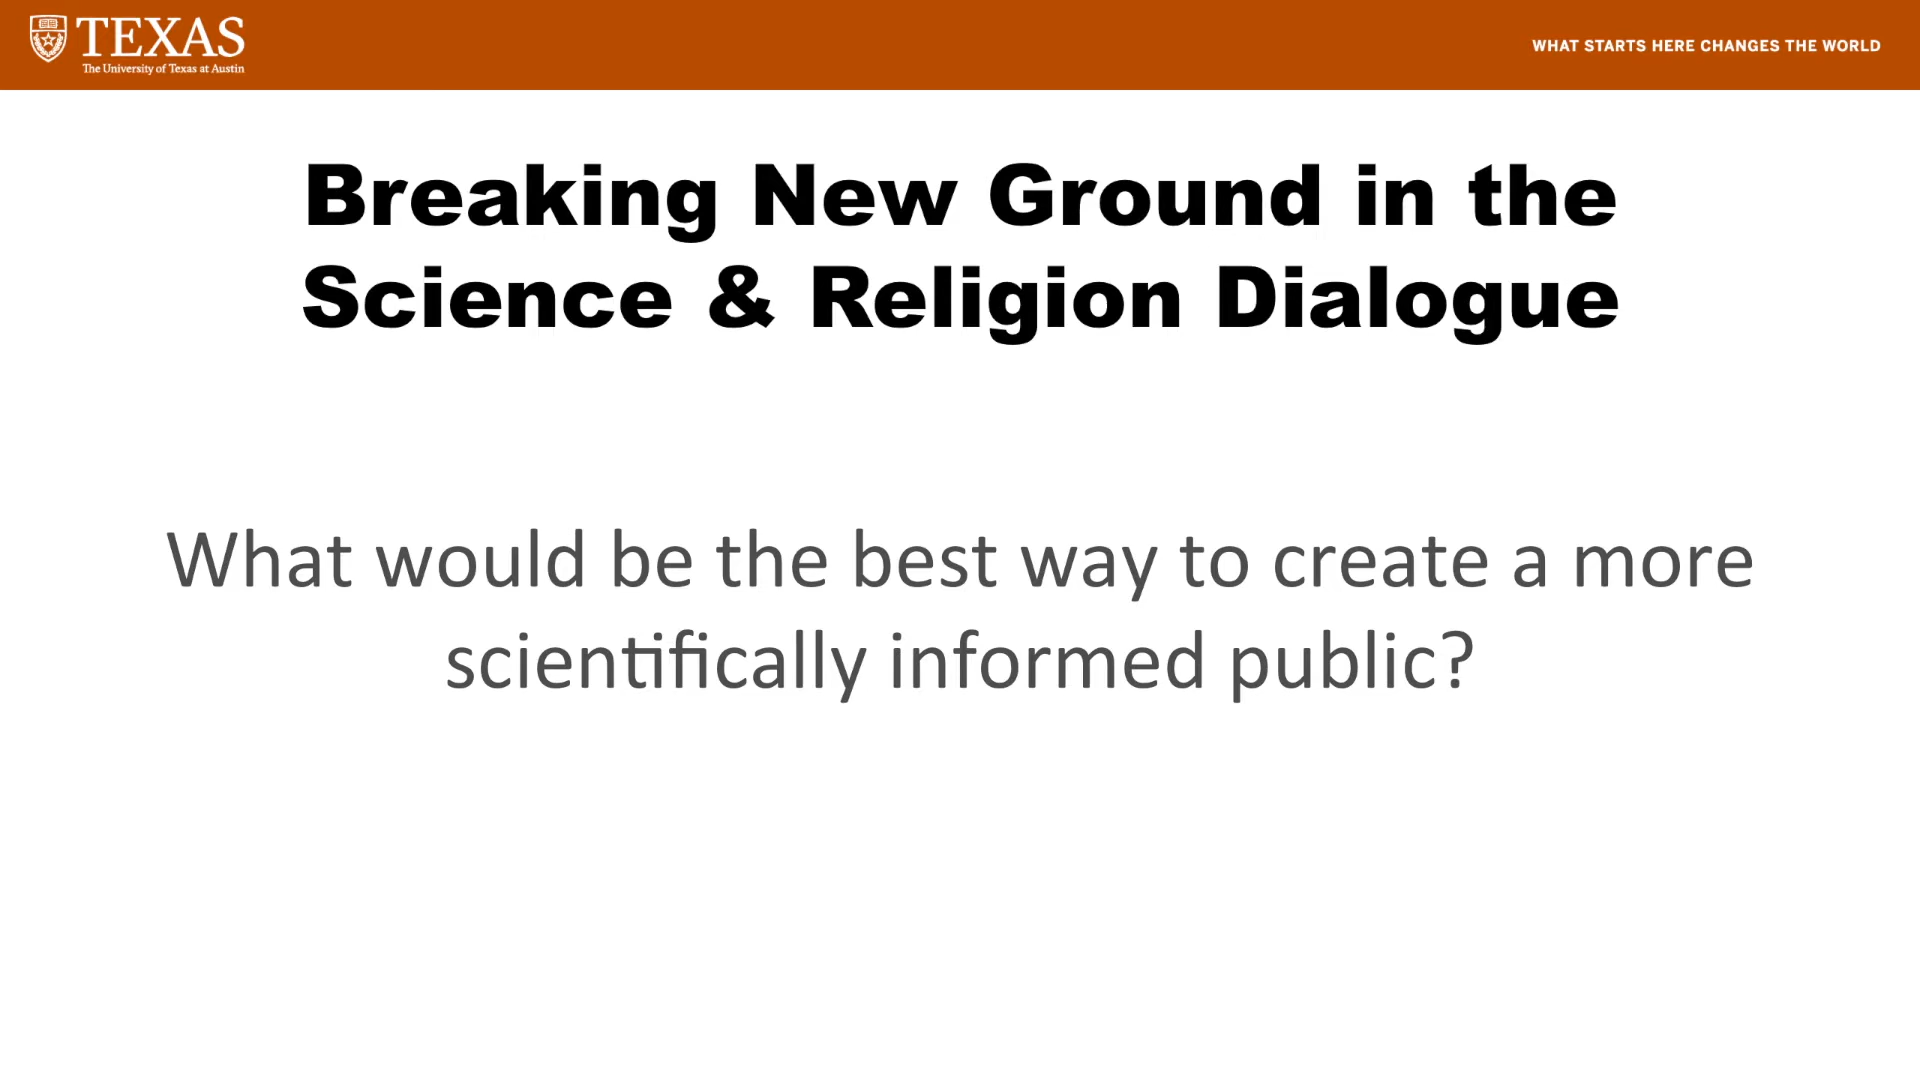 TEXAS
The University of Texas at Austin
WHAT STARTS HERE CHANGES THE WORLD
Breaking New Ground in the
Science & Religion Dialogue
What would be the best way to create a more
scientifically informed public?